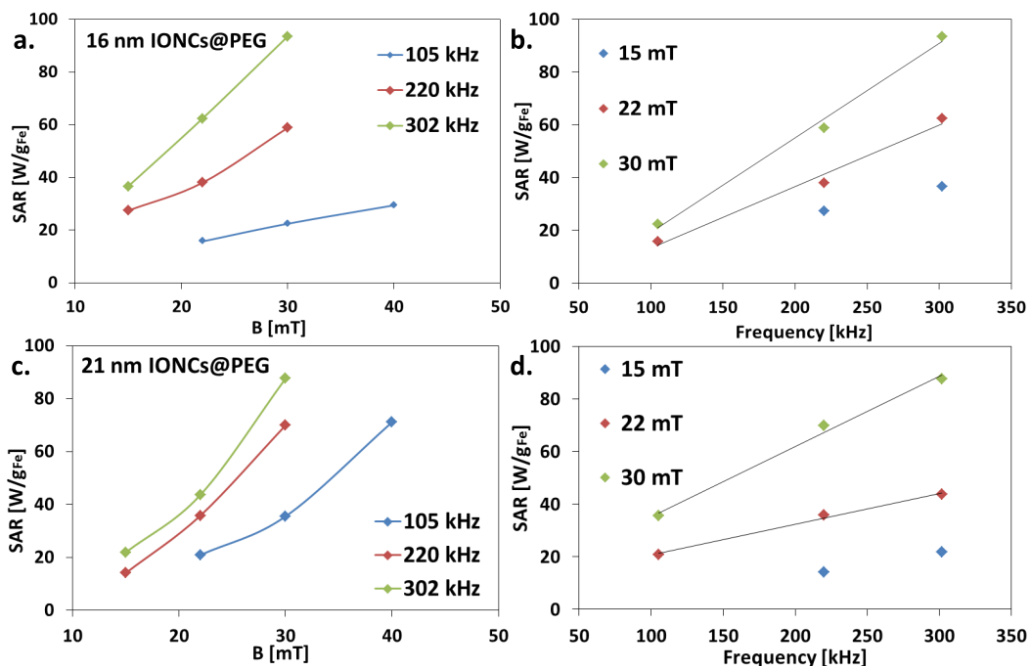 a.
16 nm IONCs@PEG
105 kHz
220 kHz
302 kHz
SAR [W/gFe]
100
80
60
40
20
0
10 20 30 40 50
B [mT]
b.
15 mT
22 mT
30 mT
SAR [W/gFe]
100
80
60
40
20
0
50 100 150 200 250 300 350
Frequency [kHz]
c.
21 nm IONCs@PEG
105 kHz
220 kHz
302 kHz
SAR [W/gFe]
100
80
60
40
20
0
10 20 30 40 50
B [mT]
d.
15 mT
22 mT
30 mT
SAR [W/gFe]
100
80
60
40
20
0
50 100 150 200 250 300 350
Frequency [kHz]